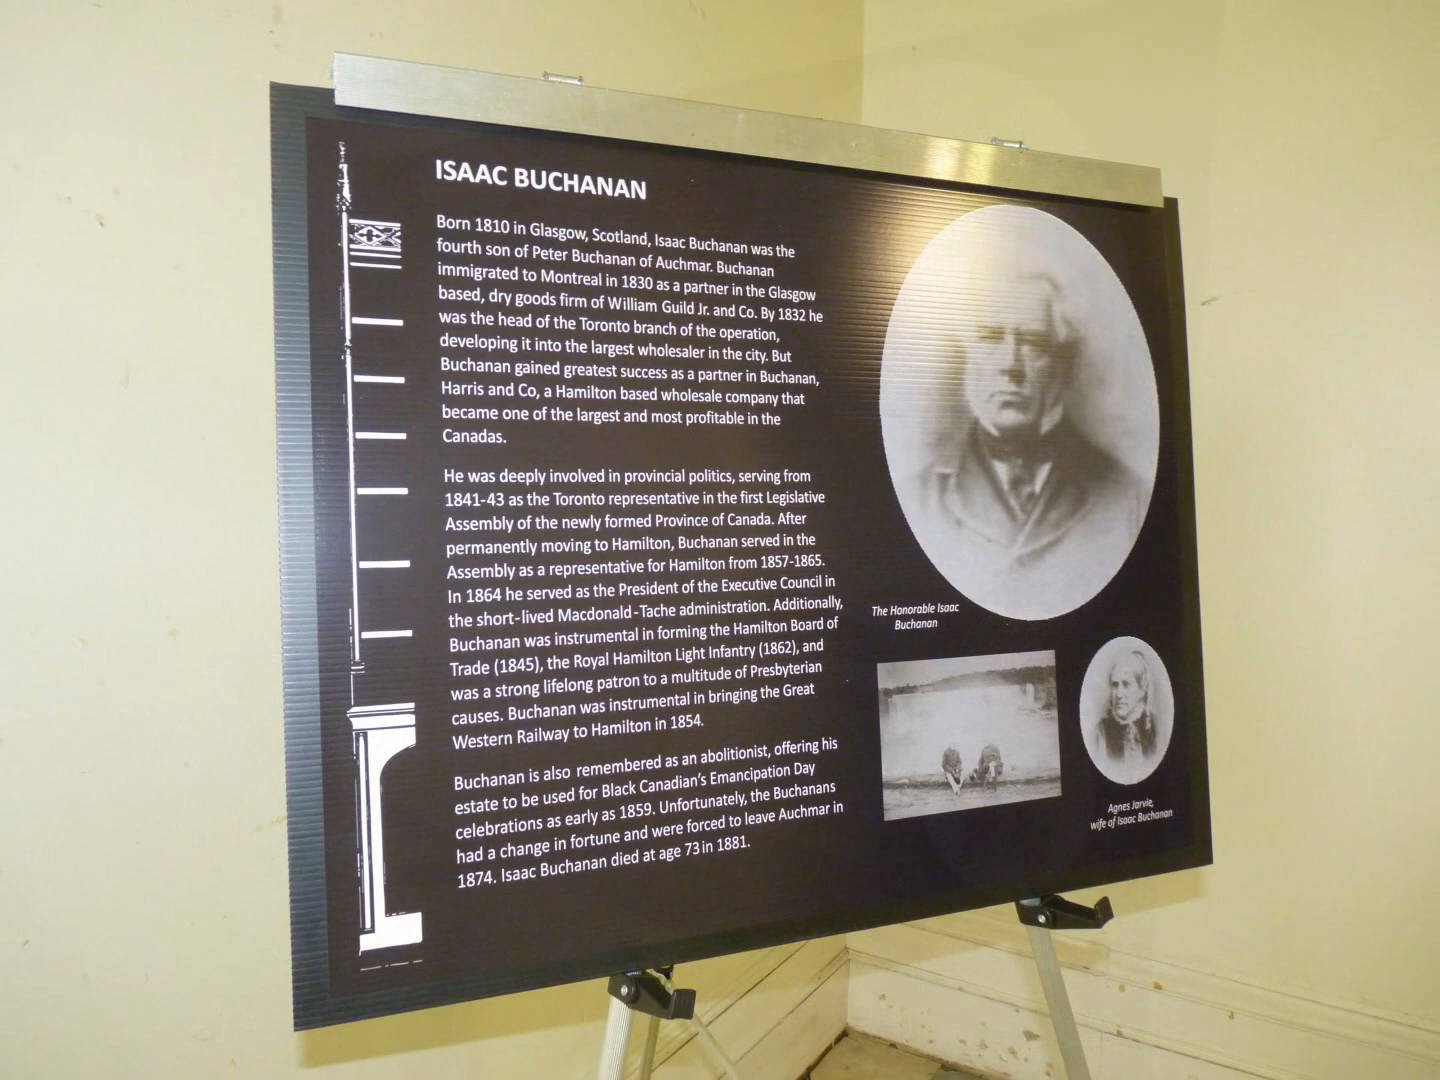 ISAAC BUCHANAN
Born 1810 in Glasgow, Scotland, Isaac Buchanan was the
fourth son of Peter Buchanan of Auchmar. Buchanan
immigrated to Montreal in 1830 as a partner in the Glasgow
based, dry goods firm of William Guild Jr. and Co. By 1832 he
was the head of the Toronto branch of the operation,
developing it into the largest wholesaler in the city. But
Buchanan gained greatest success as a partner in Buchanan,
Harris and Co, a Hamilton based wholesale company that
became one of the largest and most profitable in the
Canadas.
He was deeply involved in provincial politics, serving from
1841-43 as the Toronto representative in the first Legislative
Assembly of the newly formed Province of Canada. After
permanently moving to Hamilton, Buchanan served in the
Assembly as a representative for Hamilton from 1857-1865.
In 1864 he served as the President of the Executive Council in
the short-lived Macdonald-Tache administration. Additionally,
Buchanan was instrumental in forming the Hamilton Board of
Trade (1845), the Royal Hamilton Light Infantry (1862), and
was a strong lifelong patron to a multitude of Presbyterian
causes. Buchanan was instrumental in bringing the Great
Western Railway to Hamilton in 1854.
Buchanan is also remembered as an abolitionist, offering his
estate to be used for Black Canadian's Emancipation Day
celebrations as early as 1859. Unfortunately, the Buchanans
had a change in fortune and were forced to leave Auchmar in
1874. Isaac Buchanan died at age 73 in 1881.
The Honorable Isaac
Buchanan
Agnes Jarvie,
wife of Isaac Buchanan